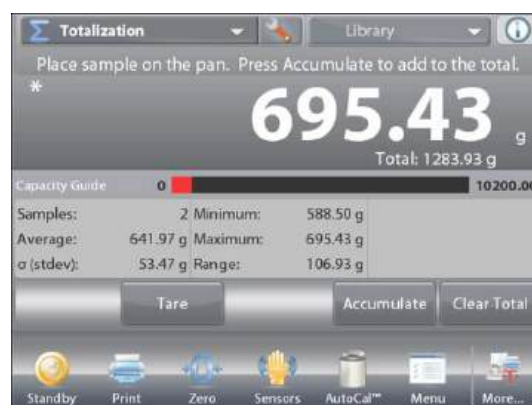 Σ Totalization Library i
Place sample on the pan. Press Accumulate to add to the total.
*
695.43 g
Total: 1283.93 g
Capacity Guide 0 10200.00
Samples: 2 Minimum: 588.50 g
Average: 641.97 g Maximum: 695.43 g
σ (stdev): 53.47 g Range: 106.93 g
Tare Accumulate Clear Total
Standby Print Zero Sensors AutoCal™ Menu More...